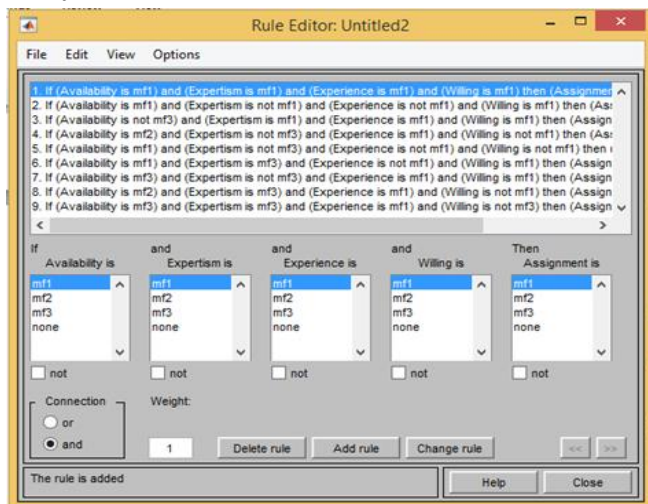 Rule Editor: Untitled2
File Edit View Options
1. If (Availability is mf1) and (Expertism is mf1) and (Experience is mf1) and (Willing is mf1) then (Assignmer
2. If (Availability is mf1) and (Expertism is not mf1) and (Experience is not mf1) and (Willing is mf1) then (As
3. If (Availability is not mf3) and (Expertism is mf1) and (Experience is mf1) and (Willing is mf1) then (Assign
4. If (Availability is mf2) and (Expertism is not mf3) and (Experience is mf1) and (Willing is not mf1) then (As
5. If (Availability is mf1) and (Expertism is not mf3) and (Experience is not mf1) and (Willing is not mf1) then
6. If (Availability is mf1) and (Expertism is mf3) and (Experience is not mf1) and (Willing is mf1) then (Assign
7. If (Availability is mf3) and (Expertism is not mf3) and (Experience is mf1) and (Willing is mf1) then (Assign
8. If (Availability is mf2) and (Expertism is mf3) and (Experience is mf1) and (Willing is not mf1) then (Assign
9. If (Availability is mf3) and (Expertism is mf3) and (Experience is mf1) and (Willing is not mf3) then (Assign
If and and and Then
Availability is Expertism is Experience is Willing is Assignment is
mf1 mf1 mf1 mf1 mf1
mf2 mf2 mf2 mf2 mf2
mf3 mf3 mf3 mf3 mf3
none none none none none
not not not not not
Connection Weight:
or
and 1 Delete rule Add rule Change rule << >>
The rule is added Help Close